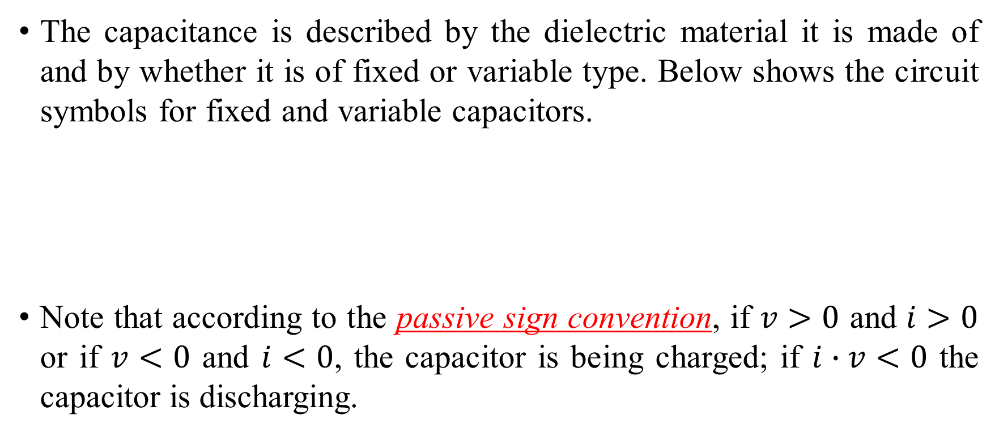 • The capacitance is described by the dielectric material it is made of
and by whether it is of fixed or variable type. Below shows the circuit
symbols for fixed and variable capacitors.
• Note that according to the passive sign convention, if 𝑣 > 0 and 𝑖 > 0
or if 𝑣 < 0 and 𝑖 < 0, the capacitor is being charged; if 𝑖 · 𝑣 < 0 the
capacitor is discharging.